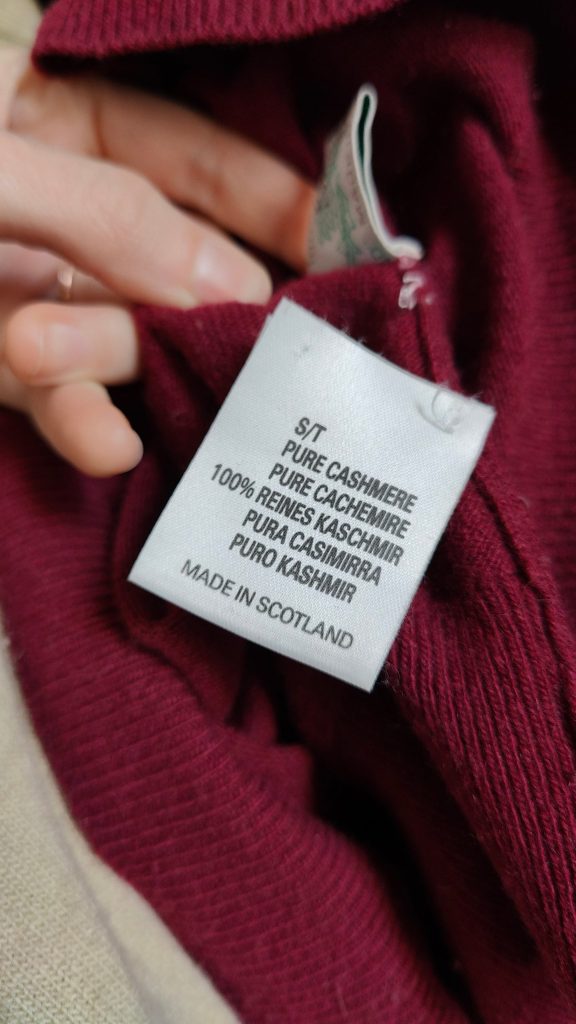 S/T
PURE CASHMERE
PURE CACHEMIRE
100% REINES KASCHMIR
PURA CASIMIRRA
PURO KASHMIR
MADE IN SCOTLAND